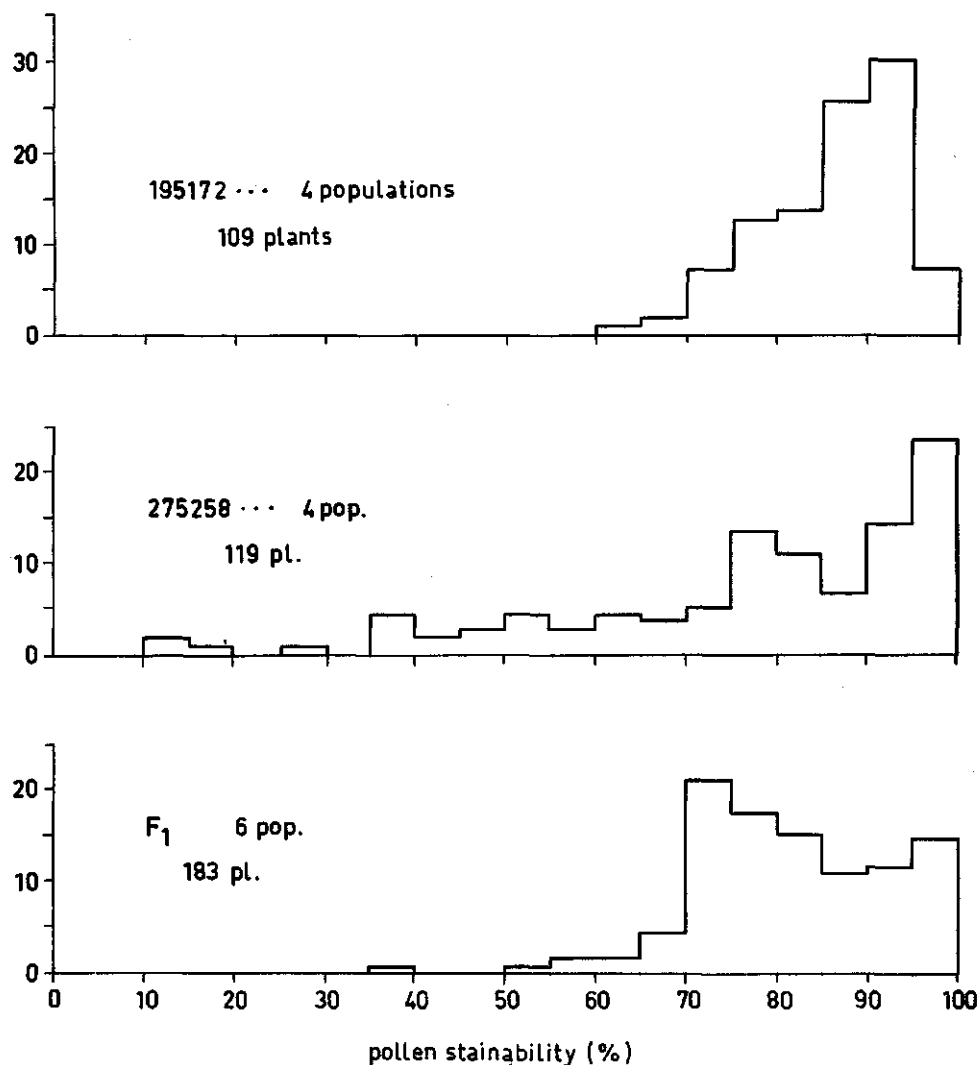 30
20
10
0
195172 ··· 4 populations
109 plants
20
10
0
275258 ··· 4 pop.
119 pl.
20
10
0
F₁ 6 pop.
183 pl.
0 10 20 30 40 50 60 70 80 90 100
pollen stainability (%)